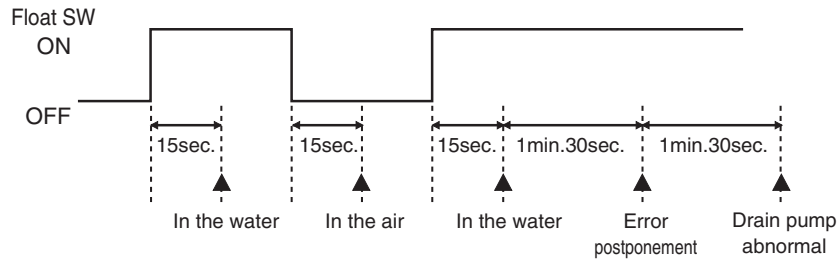 Float SW
ON
OFF
15sec. 15sec. 15sec. 1min.30sec. 1min.30sec.
In the water In the air In the water Error postponement Drain pump abnormal